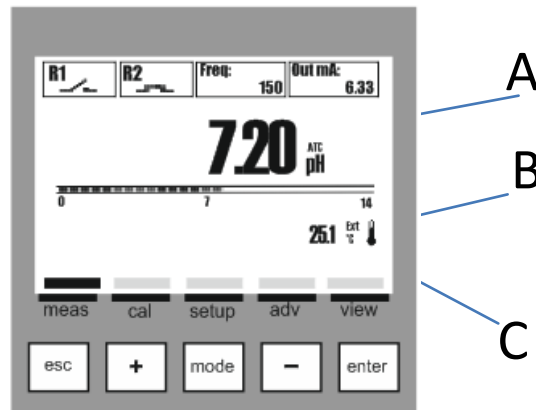 R1 R2 Freq: 150 Out mA: 6.33
A
7.20 ATC pH
0 7 14
B
25.1 Ext °C
meas cal setup adv view
C
esc + mode - enter